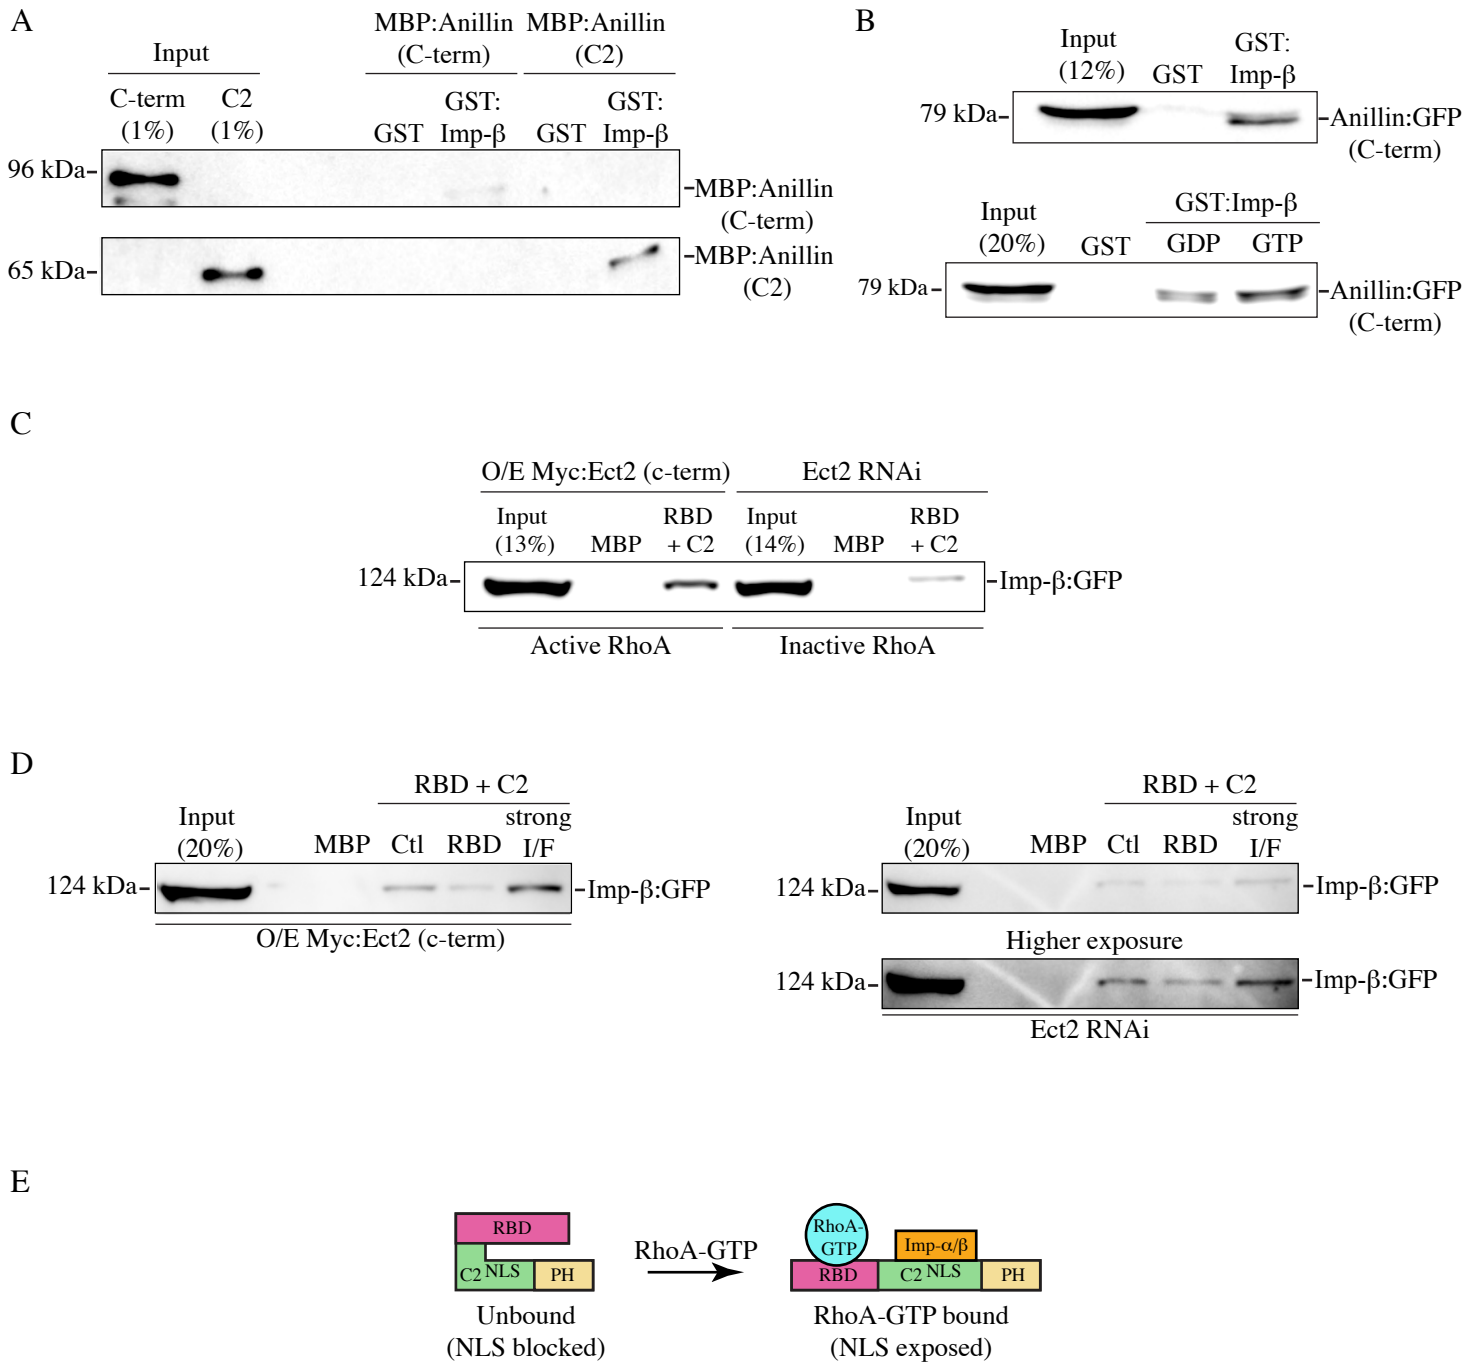 A
MBP:Anillin MBP:Anillin
Input (C-term) (C2)
C-term C2 GST: GST:
(1%) (1%) GST Imp-β GST Imp-β
96 kDa
MBP:Anillin
(C-term)
65 kDa
MBP:Anillin
(C2)
B
Input GST:
(12%) GST Imp-β
79 kDa
Anillin:GFP
(C-term)
Input GST:Imp-β
(20%) GST GDP GTP
79 kDa
Anillin:GFP
(C-term)
C
O/E Myc:Ect2 (c-term) Ect2 RNAi
Input RBD Input RBD
(13%) MBP + C2 (14%) MBP + C2
124 kDa
Imp-β:GFP
Active RhoA Inactive RhoA
D
RBD + C2
Input strong
(20%) MBP Ctl RBD I/F
124 kDa
Imp-β:GFP
O/E Myc:Ect2 (c-term)
RBD + C2
Input strong
(20%) MBP Ctl RBD I/F
124 kDa
Imp-β:GFP
Higher exposure
124 kDa
Imp-β:GFP
Ect2 RNAi
E
RBD
C2 NLS PH
Unbound
(NLS blocked)
RhoA-GTP
RhoA-
GTP
Imp-α/β
RBD C2 NLS PH
RhoA-GTP bound
(NLS exposed)